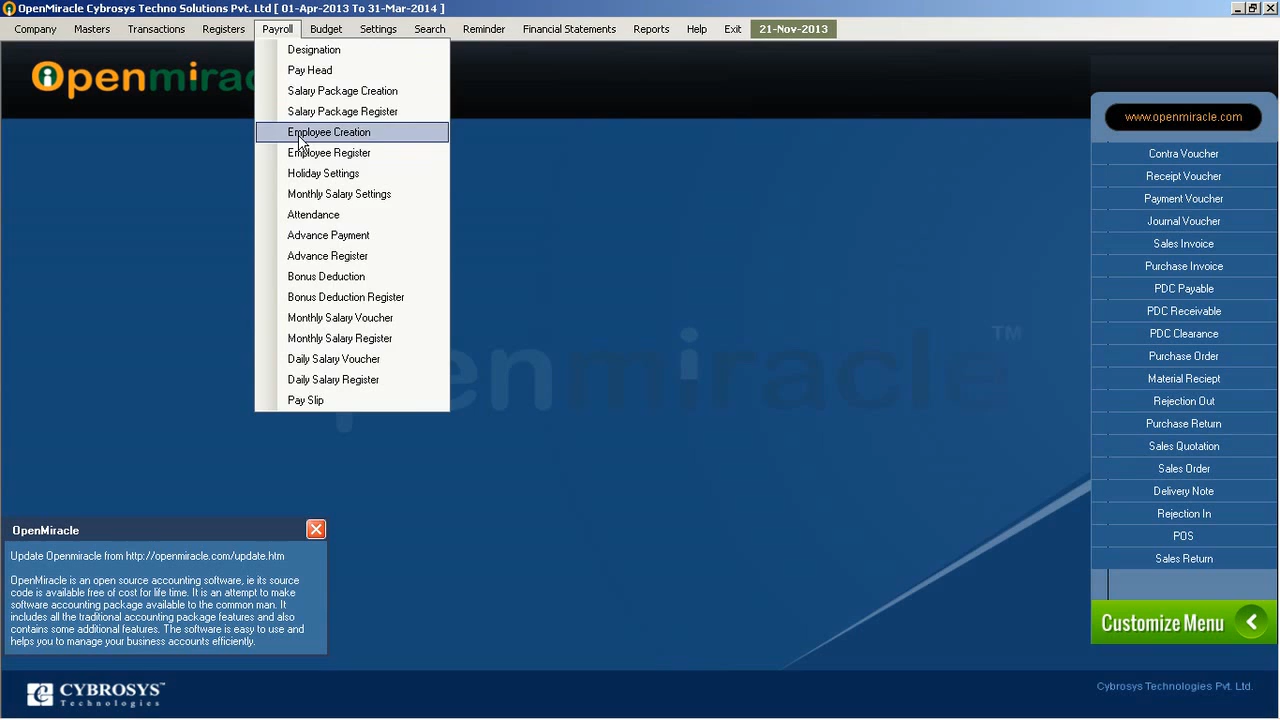 OpenMiracle Cybrosys Techno Solutions Pvt. Ltd [ 01-Apr-2013 To 31-Mar-2014 ]
Company Masters Transactions Registers Payroll Budget Settings Search Reminder Financial Statements Reports Help Exit 21-Nov-2013
Openmirac
Designation
Pay Head
Salary Package Creation
Salary Package Register
Employee Creation
Employee Register
Holiday Settings
Monthly Salary Settings
Attendance
Advance Payment
Advance Register
Bonus Deduction
Bonus Deduction Register
Monthly Salary Voucher
Monthly Salary Register
Daily Salary Voucher
Daily Salary Register
Pay Slip
penmiracle™
www.openmiracle.com
Contra Voucher
Receipt Voucher
Payment Voucher
Journal Voucher
Sales Invoice
Purchase Invoice
PDC Payable
PDC Receivable
PDC Clearance
Purchase Order
Material Reciept
Rejection Out
Purchase Return
Sales Quotation
Sales Order
Delivery Note
Rejection In
POS
Sales Return
Customize Menu
OpenMiracle
Update Openmiracle from http://openmiracle.com/update.htm
OpenMiracle is an open source accounting software, ie its source
code is available free of cost for life time. It is an attempt to make
software accounting package available to the common man. It
includes all the traditional accounting package features and also
contains some additional features. The software is easy to use and
helps you to manage your business accounts efficiently.
CYBROSYS™
Technologies
Cybrosys Technologies Pvt. Ltd.